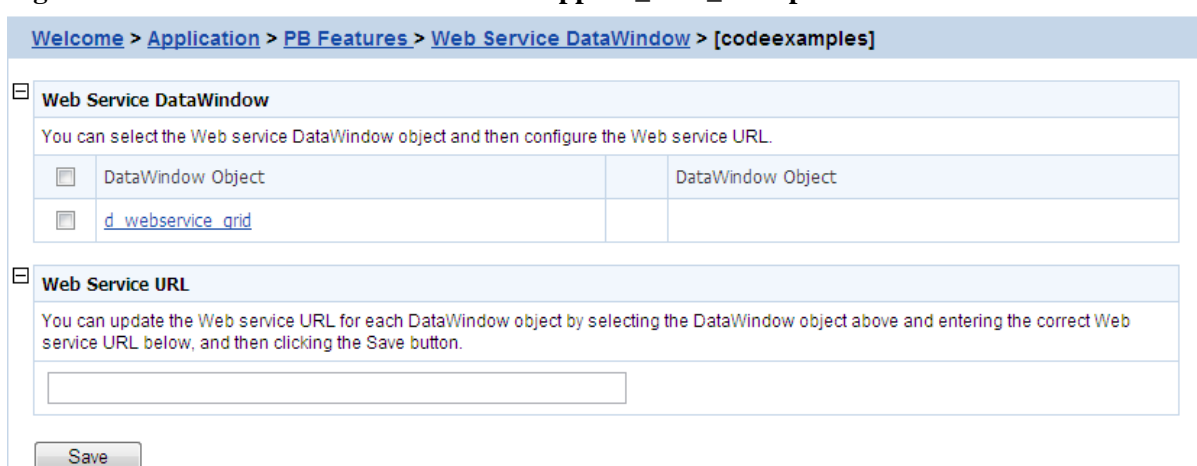 Welcome > Application > PB Features > Web Service DataWindow > [codeexamples]
Web Service DataWindow
You can select the Web service DataWindow object and then configure the Web service URL.
DataWindow Object DataWindow Object
d_webservice_grid
Web Service URL
You can update the Web service URL for each DataWindow object by selecting the DataWindow object above and entering the correct Web
service URL below, and then clicking the Save button.
Save